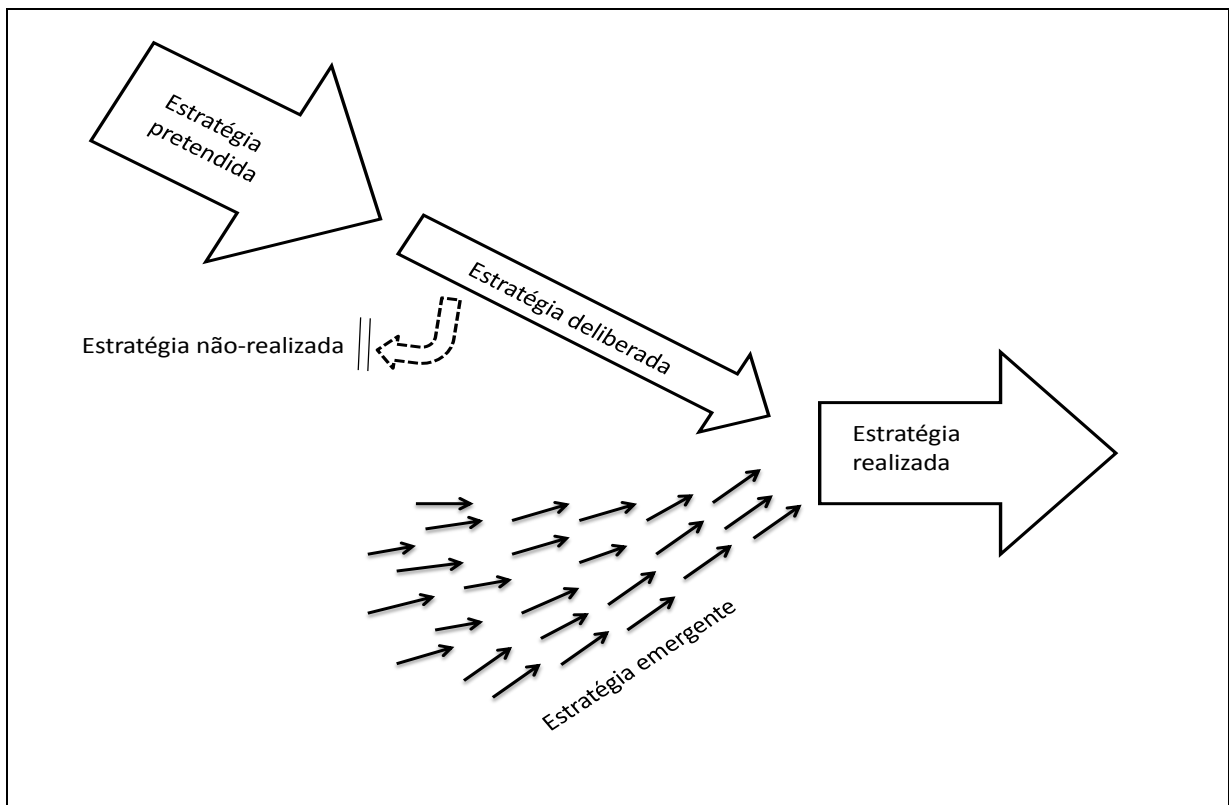 Estratégia
pretendida
Estratégia deliberada
Estratégia não-realizada
Estratégia
realizada
Estratégia emergente